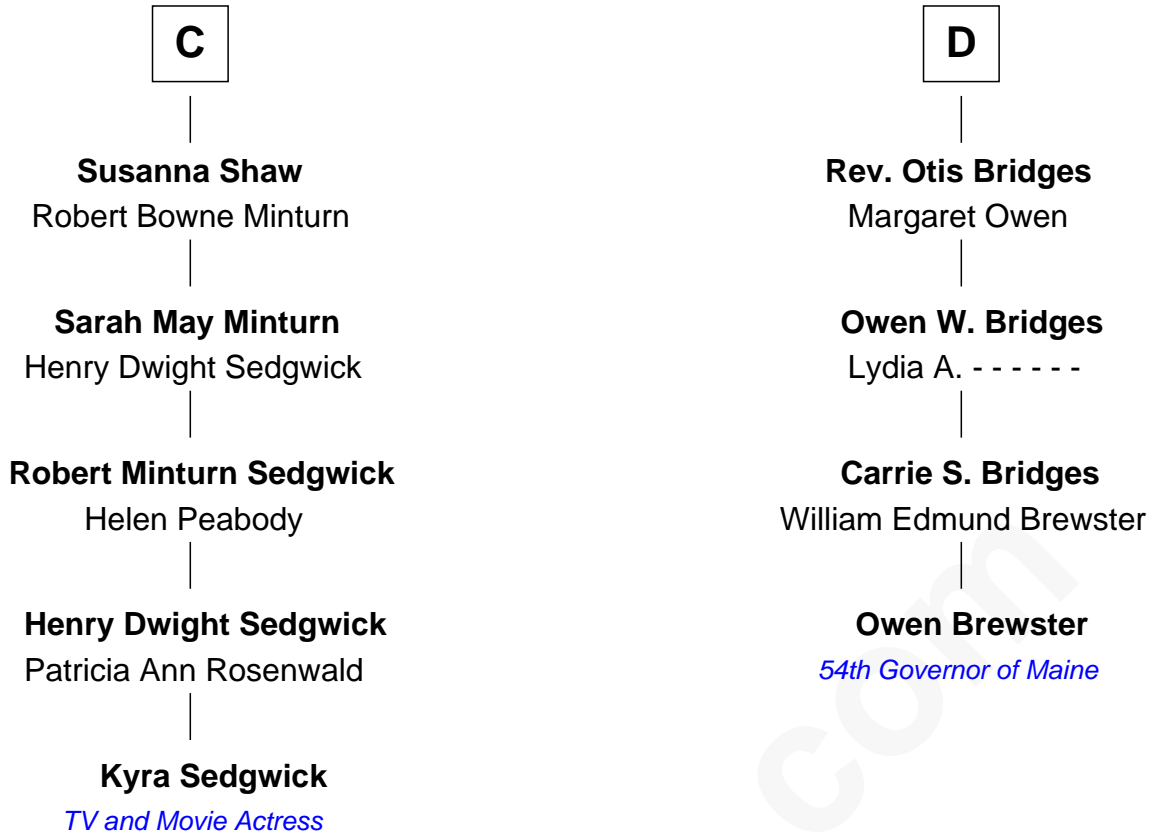 C
Susanna Shaw
Robert Bowne Minturn
Sarah May Minturn
Henry Dwight Sedgwick
Robert Minturn Sedgwick
Helen Peabody
Henry Dwight Sedgwick
Patricia Ann Rosenwald
Kyra Sedgwick
TV and Movie Actress
D
Rev. Otis Bridges
Margaret Owen
Owen W. Bridges
Lydia A. - - - - - -
Carrie S. Bridges
William Edmund Brewster
Owen Brewster
54th Governor of Maine
com